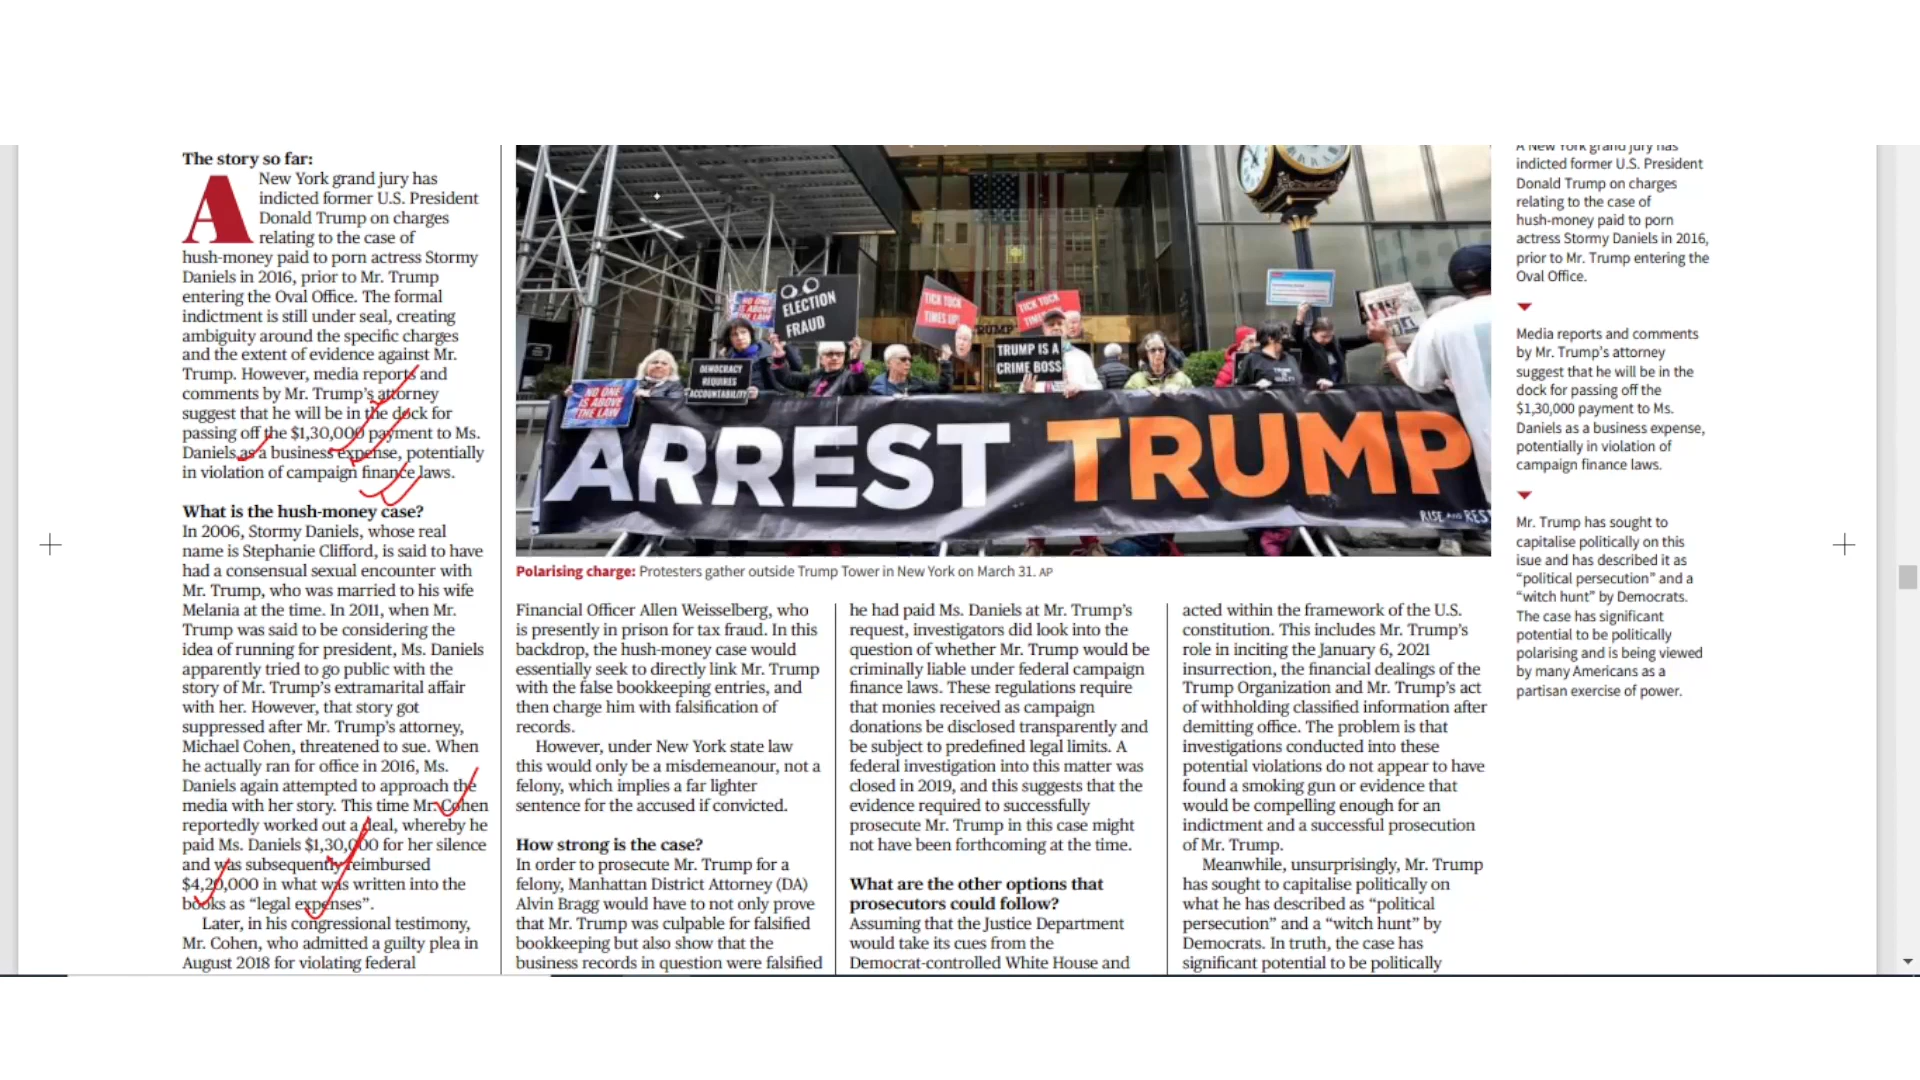 The story so far:
A New York grand jury has
indicted former U.S. President
Donald Trump on charges
relating to the case of
hush-money paid to porn actress Stormy
Daniels in 2016, prior to Mr. Trump
entering the Oval Office. The formal
indictment is still under seal, creating
ambiguity around the specific charges
and the extent of evidence against Mr.
Trump. However, media reports and
comments by Mr. Trump's attorney
suggest that he will be in the dock for
passing off the $1,30,000 payment to Ms.
Daniels as a business expense, potentially
in violation of campaign finance laws.
What is the hush-money case?
In 2006, Stormy Daniels, whose real
name is Stephanie Clifford, is said to have
had a consensual sexual encounter with
Mr. Trump, who was married to his wife
Melania at the time. In 2011, when Mr.
Trump was said to be considering the
idea of running for president, Ms. Daniels
apparently tried to go public with the
story of Mr. Trump's extramarital affair
with her. However, that story got
suppressed after Mr. Trump's attorney,
Michael Cohen, threatened to sue. When
he actually ran for office in 2016, Ms.
Daniels again attempted to approach the
media with her story. This time Mr. Cohen
reportedly worked out a deal, whereby he
paid Ms. Daniels $1,30,000 for her silence
and was subsequently reimbursed
$4,20,000 in what was written into the
books as “legal expenses”.
Later, in his congressional testimony,
Mr. Cohen, who admitted a guilty plea in
August 2018 for violating federal
NO ONE
IS ABOVE
THE LAW
ELECTION
FRAUD
TICK TOCK
TIME'S UP!
TICK TOCK
TIME'S
TRUMP
DEMOCRACY
REQUIRES
ACCOUNTABILITY
TRUMP IS A
CRIME BOSS
NO ONE
IS ABOVE
THE LAW
ARREST TRUMP
RISE AND RES
Polarising charge: Protesters gather outside Trump Tower in New York on March 31. AP
Financial Officer Allen Weisselberg, who
is presently in prison for tax fraud. In this
backdrop, the hush-money case would
essentially seek to directly link Mr. Trump
with the false bookkeeping entries, and
then charge him with falsification of
records.
However, under New York state law
this would only be a misdemeanour, not a
felony, which implies a far lighter
sentence for the accused if convicted.
How strong is the case?
In order to prosecute Mr. Trump for a
felony, Manhattan District Attorney (DA)
Alvin Bragg would have to not only prove
that Mr. Trump was culpable for falsified
bookkeeping but also show that the
business records in question were falsified
he had paid Ms. Daniels at Mr. Trump's
request, investigators did look into the
question of whether Mr. Trump would be
criminally liable under federal campaign
finance laws. These regulations require
that monies received as campaign
donations be disclosed transparently and
be subject to predefined legal limits. A
federal investigation into this matter was
closed in 2019, and this suggests that the
evidence required to successfully
prosecute Mr. Trump in this case might
not have been forthcoming at the time.
What are the other options that
prosecutors could follow?
Assuming that the Justice Department
would take its cues from the
Democrat-controlled White House and
acted within the framework of the U.S.
constitution. This includes Mr. Trump's
role in inciting the January 6, 2021
insurrection, the financial dealings of the
Trump Organization and Mr. Trump's act
of withholding classified information after
demitting office. The problem is that
investigations conducted into these
potential violations do not appear to have
found a smoking gun or evidence that
would be compelling enough for an
indictment and a successful prosecution
of Mr. Trump.
Meanwhile, unsurprisingly, Mr. Trump
has sought to capitalise politically on
what he has described as “political
persecution” and a “witch hunt” by
Democrats. In truth, the case has
significant potential to be politically
A New York grand jury has
indicted former U.S. President
Donald Trump on charges
relating to the case of
hush-money paid to porn
actress Stormy Daniels in 2016,
prior to Mr. Trump entering the
Oval Office.
Media reports and comments
by Mr. Trump's attorney
suggest that he will be in the
dock for passing off the
$1,30,000 payment to Ms.
Daniels as a business expense,
potentially in violation of
campaign finance laws.
Mr. Trump has sought to
capitalise politically on this
isue and has described it as
“political persecution” and a
“witch hunt” by Democrats.
The case has significant
potential to be politically
polarising and is being viewed
by many Americans as a
partisan exercise of power.